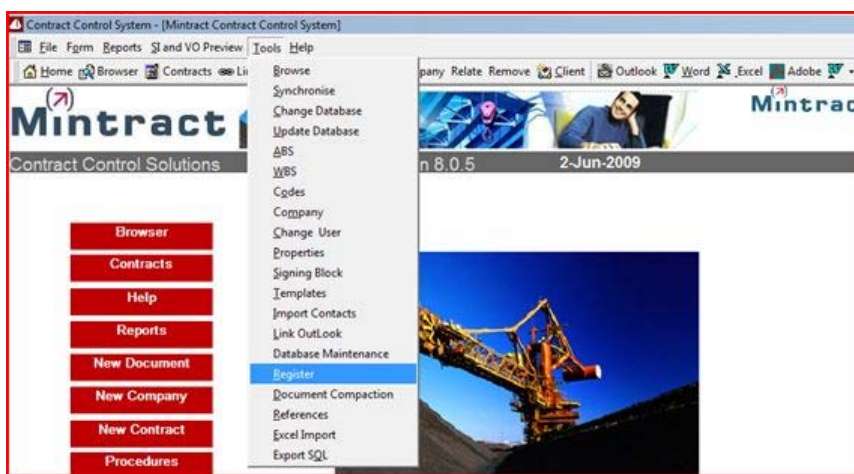 Contract Control System - [Mintract Contract Control System]
File Form Reports SI and VO Preview Tools Help
Home Browser Contracts Li pany Relate Remove Client Outlook Word Excel Adobe
Mintract
Mintrac
Contract Control Solutions n 8.0.5 2-Jun-2009
Browser
Contracts
Help
Reports
New Document
New Company
New Contract
Procedures
Browse
Synchronise
Change Database
Update Database
ABS
WBS
Codes
Company
Change User
Properties
Signing Block
Templates
Import Contacts
Link OutLook
Database Maintenance
Register
Document Compaction
References
Excel Import
Export SQL